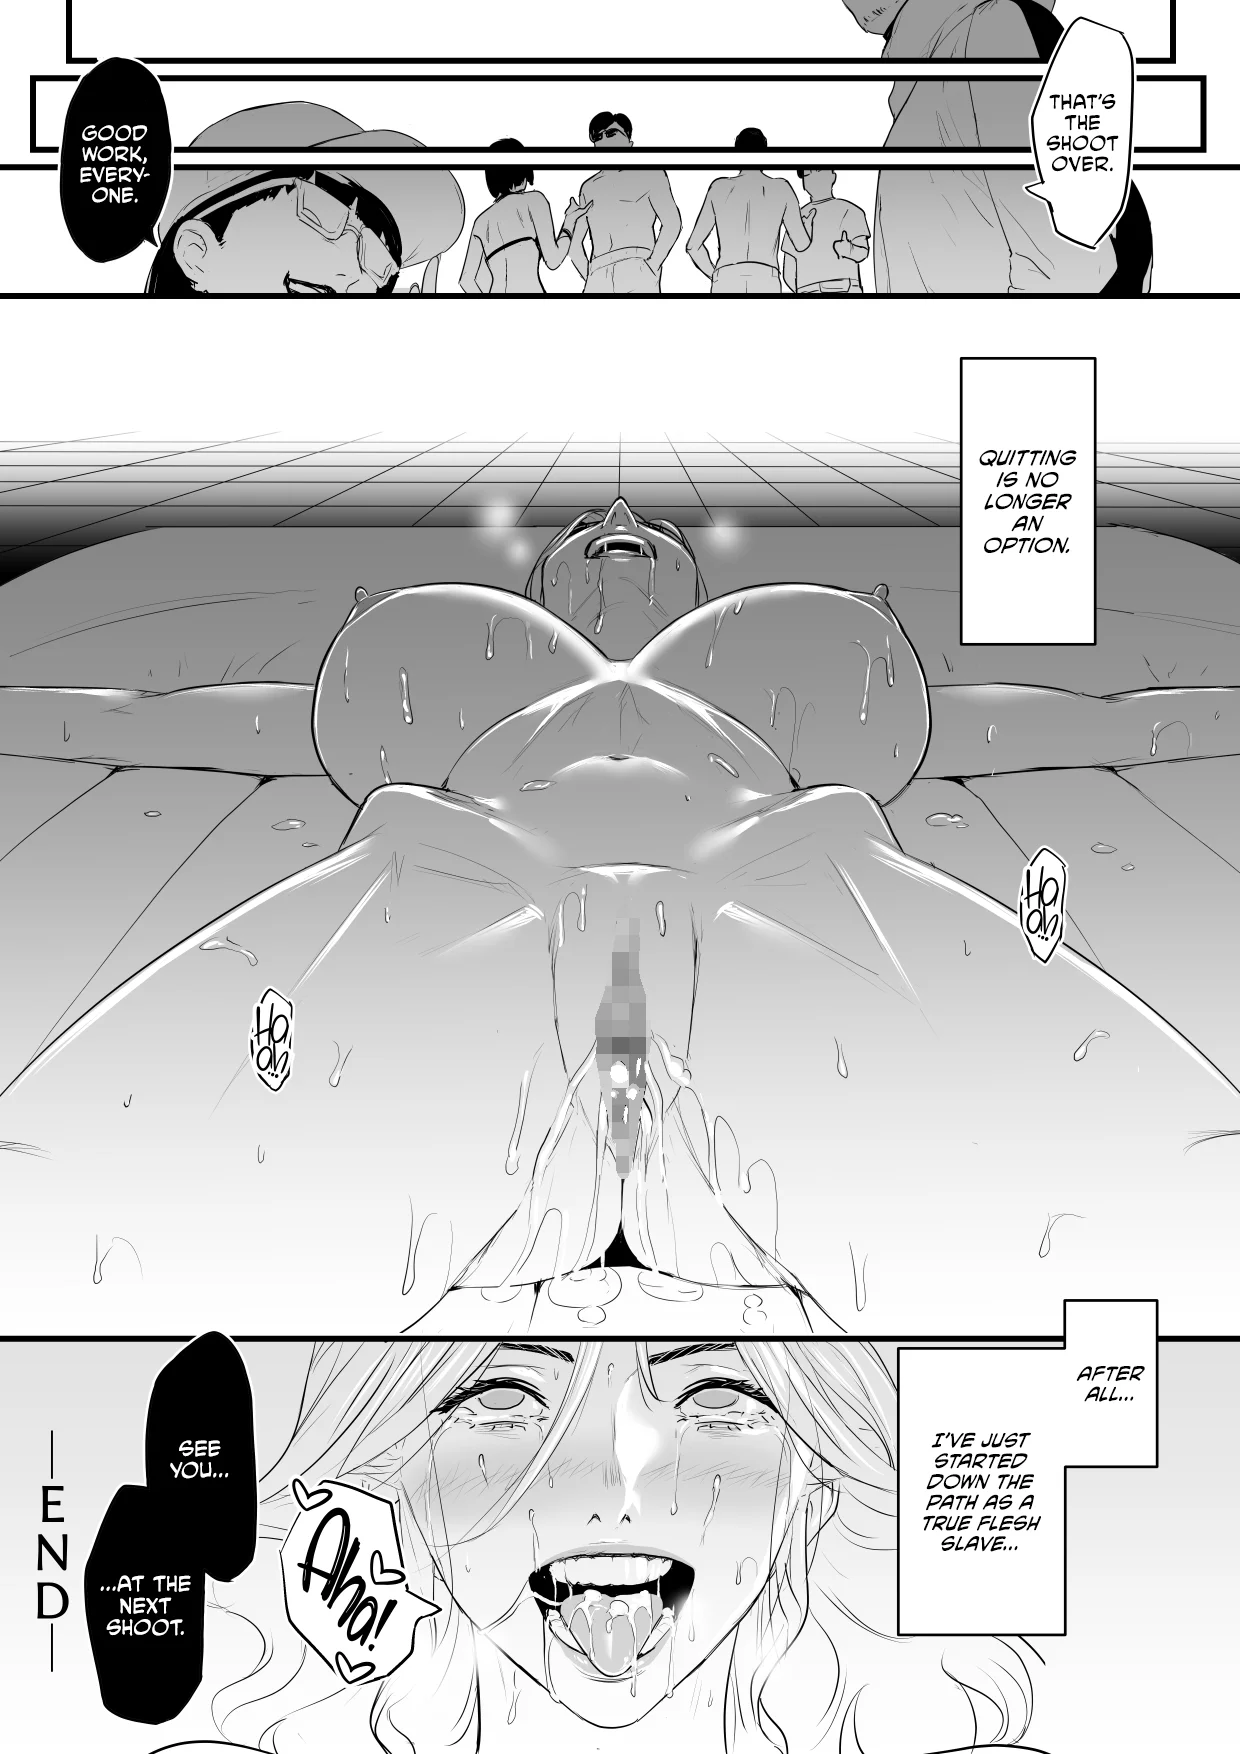 THAT'S
THE
SHOOT
OVER.
GOOD
WORK,
EVERY-
ONE.
QUITTING
IS NO
LONGER
AN
OPTION.
Ha
ah...
Ha
ah...
AFTER
ALL...
I'VE JUST
STARTED
DOWN THE
PATH AS A
TRUE FLESH
SLAVE...
Aha!
SEE
YOU...
...AT THE
NEXT
SHOOT.
END